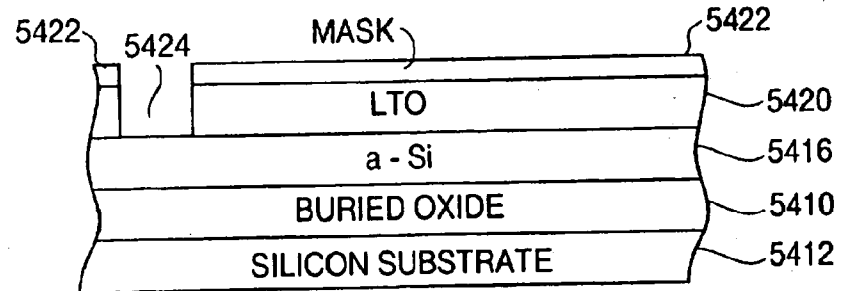 5422
5424
MASK
5422
LTO
5420
a - Si
5416
BURIED OXIDE
5410
SILICON SUBSTRATE
5412